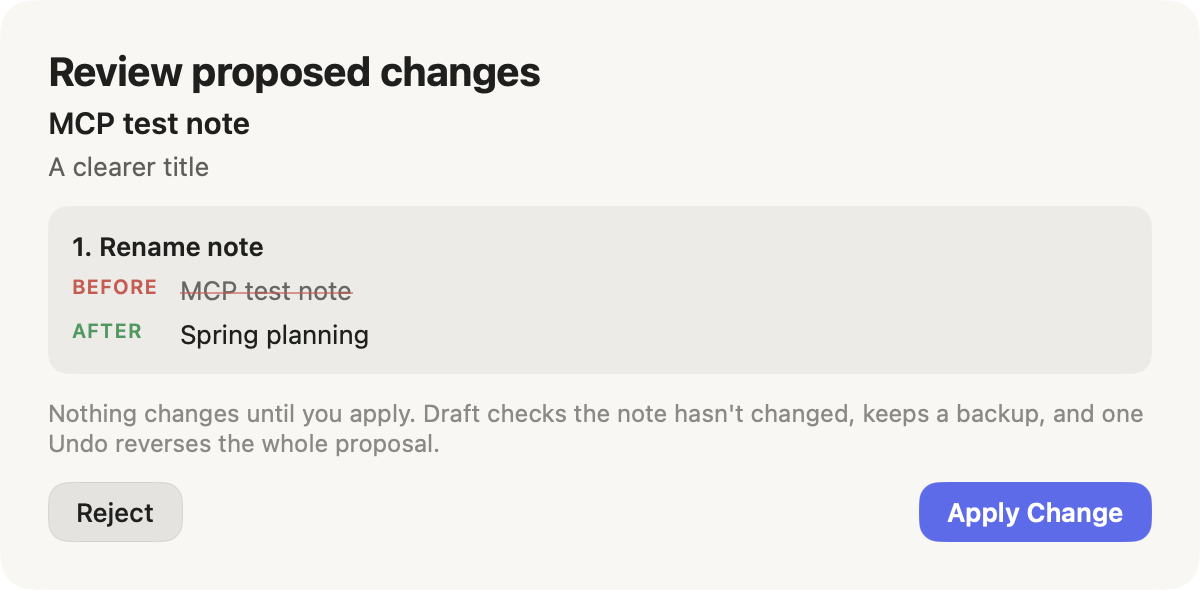 Review proposed changes
MCP test note
A clearer title
1. Rename note
BEFORE MCP test note
AFTER Spring planning
Nothing changes until you apply. Draft checks the note hasn't changed, keeps a backup, and one
Undo reverses the whole proposal.
Reject Apply Change